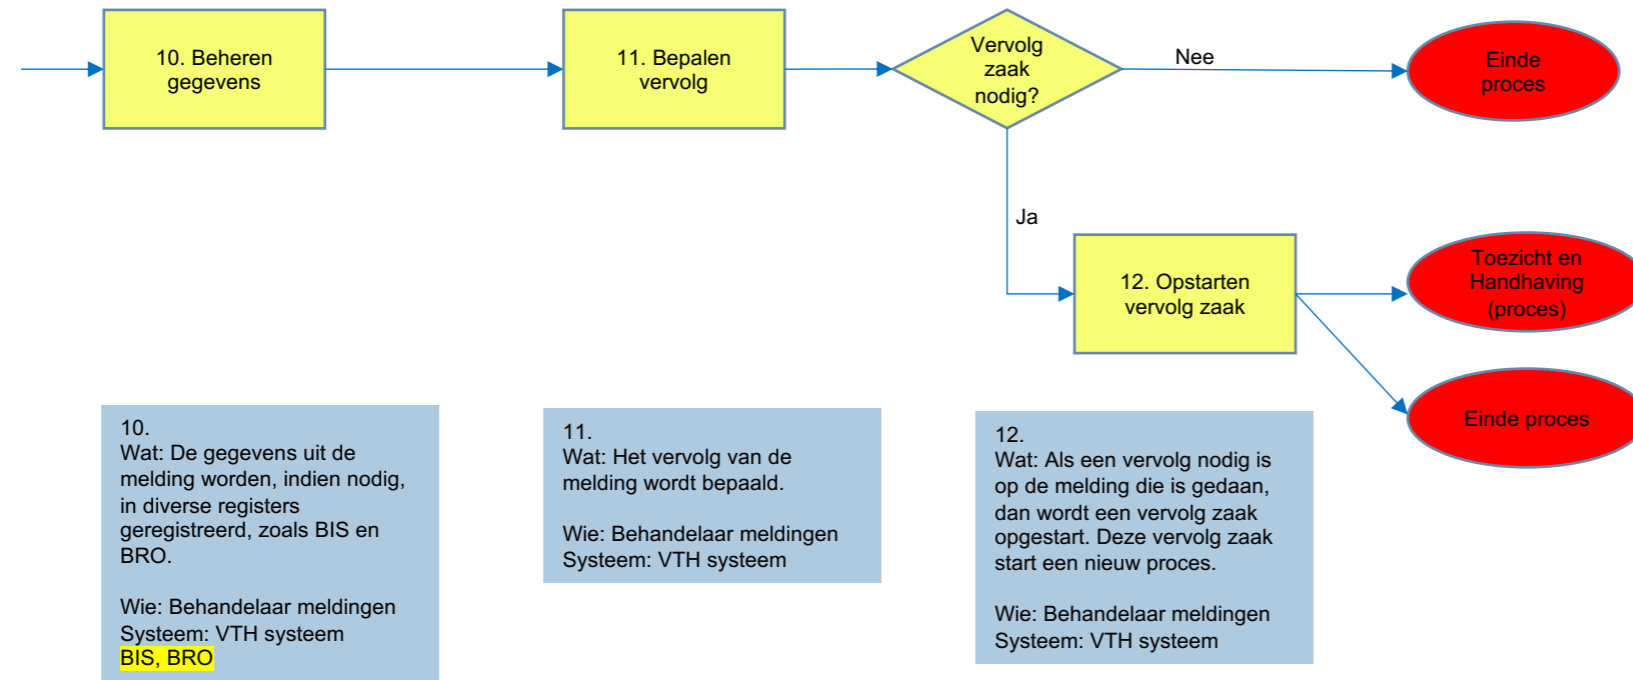 10. Beheren
gegevens
11. Bepalen
vervolg
Vervolg
zaak
nodig?
Nee
Einde
proces
Ja
12. Opstarten
vervolg zaak
Toezicht en
Handhaving
(proces)
Einde proces
10.
Wat: De gegevens uit de
melding worden, indien nodig,
in diverse registers
geregistreerd, zoals BIS en
BRO.
Wie: Behandelaar meldingen
Systeem: VTH systeem
BIS, BRO
11.
Wat: Het vervolg van de
melding wordt bepaald.
Wie: Behandelaar meldingen
Systeem: VTH systeem
12.
Wat: Als een vervolg nodig is
op de melding die is gedaan,
dan wordt een vervolg zaak
opgestart. Deze vervolg zaak
start een nieuw proces.
Wie: Behandelaar meldingen
Systeem: VTH systeem